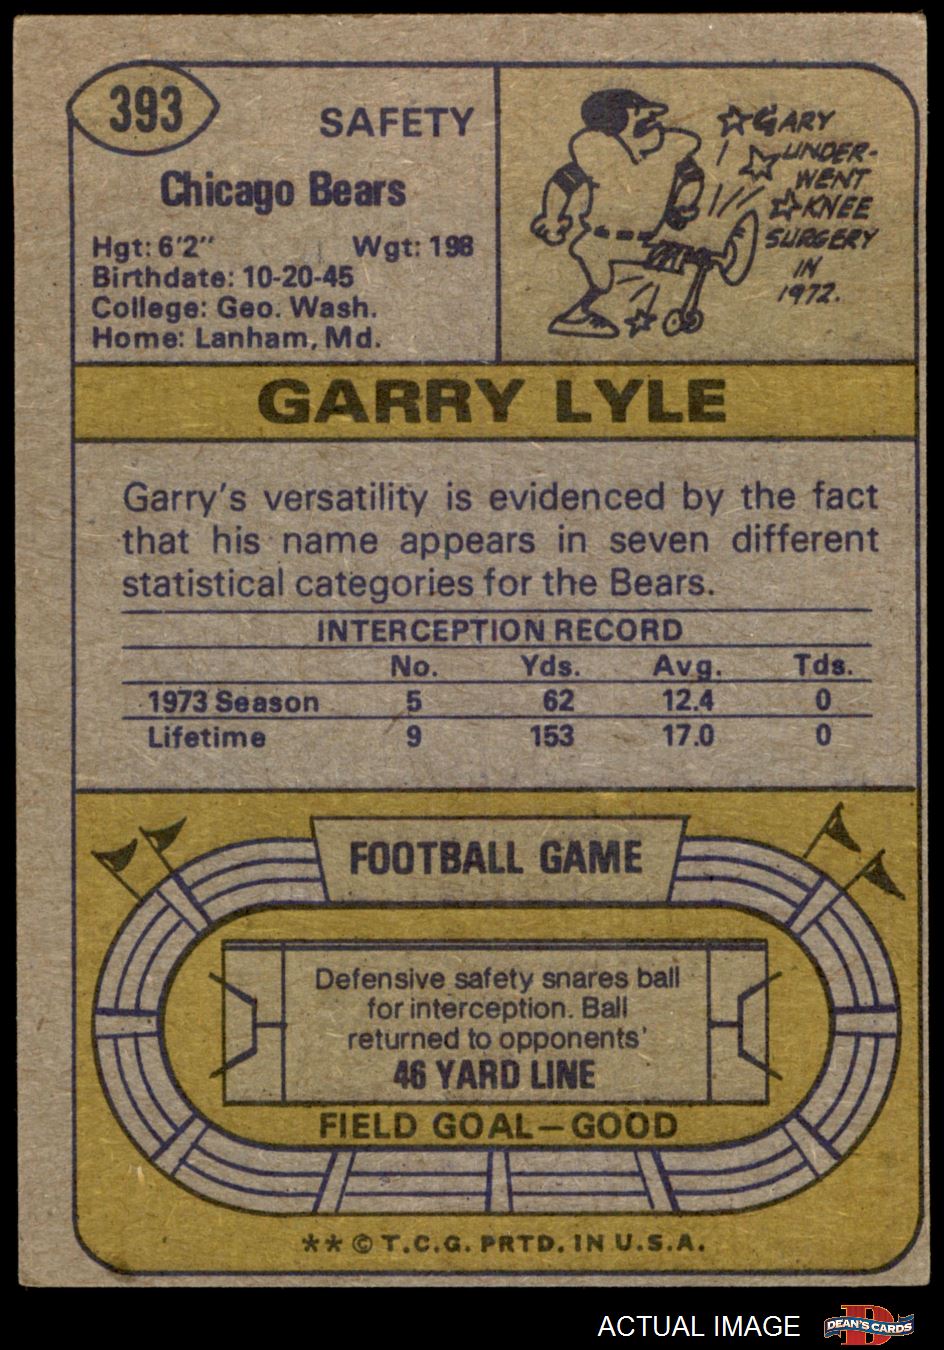 393
SAFETY
Chicago Bears
Hgt: 6'2" Wgt: 198
Birthdate: 10-20-45
College: Geo. Wash.
Home: Lanham, Md.
GARY
UNDER-
WENT
KNEE
SURGERY
IN
1972.
GARRY LYLE
Garry's versatility is evidenced by the fact
that his name appears in seven different
statistical categories for the Bears.
INTERCEPTION RECORD
No. Yds. Avg. Tds.
1973 Season 5 62 12.4 0
Lifetime 9 153 17.0 0
FOOTBALL GAME
Defensive safety snares ball
for interception. Ball
returned to opponents'
46 YARD LINE
FIELD GOAL—GOOD
** © T.C.G. PRTD. IN U.S.A.
ACTUAL IMAGE
D
DEAN'S CARDS